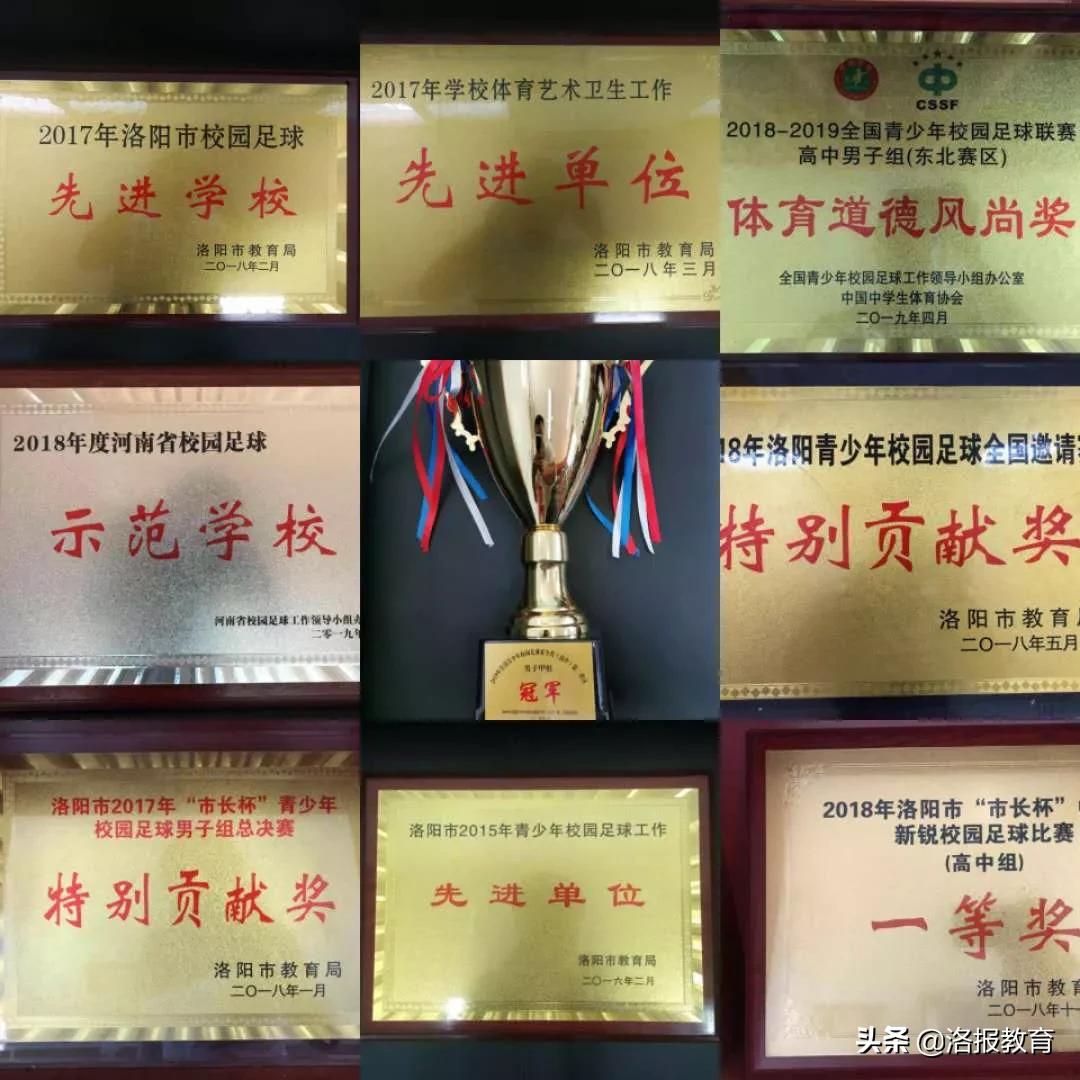 2017年洛阳市校园足球
先进学校
洛阳市教育局
二〇一八年二月
2017年学校体育艺术卫生工作
先进单位
洛阳市教育局
二〇一八年三月
CSSF
2018-2019全国青少年校园足球联赛
高中男子组(东北赛区)
体育道德风尚奖
全国青少年校园足球工作领导小组办公室
中国中学生体育协会
二〇一九年四月
2018年度河南省校园足球
示范学校
河南省校园足球工作领导小组办
二零一九年
男子甲组
冠军
18年洛阳青少年校园足球全国邀请赛
特别贡献奖
洛阳市教育局
二〇一八年五月
洛阳市2017年“市长杯”青少年
校园足球男子组总决赛
特别贡献奖
洛阳市教育局
二〇一八年一月
洛阳市2015年青少年校园足球工作
先进单位
洛阳市教育局
二〇一六年二月
2018年洛阳市“市长杯”
新锐校园足球比赛
(高中组)
一等奖
洛阳市教育
二〇一八年十
头条 @洛报教育